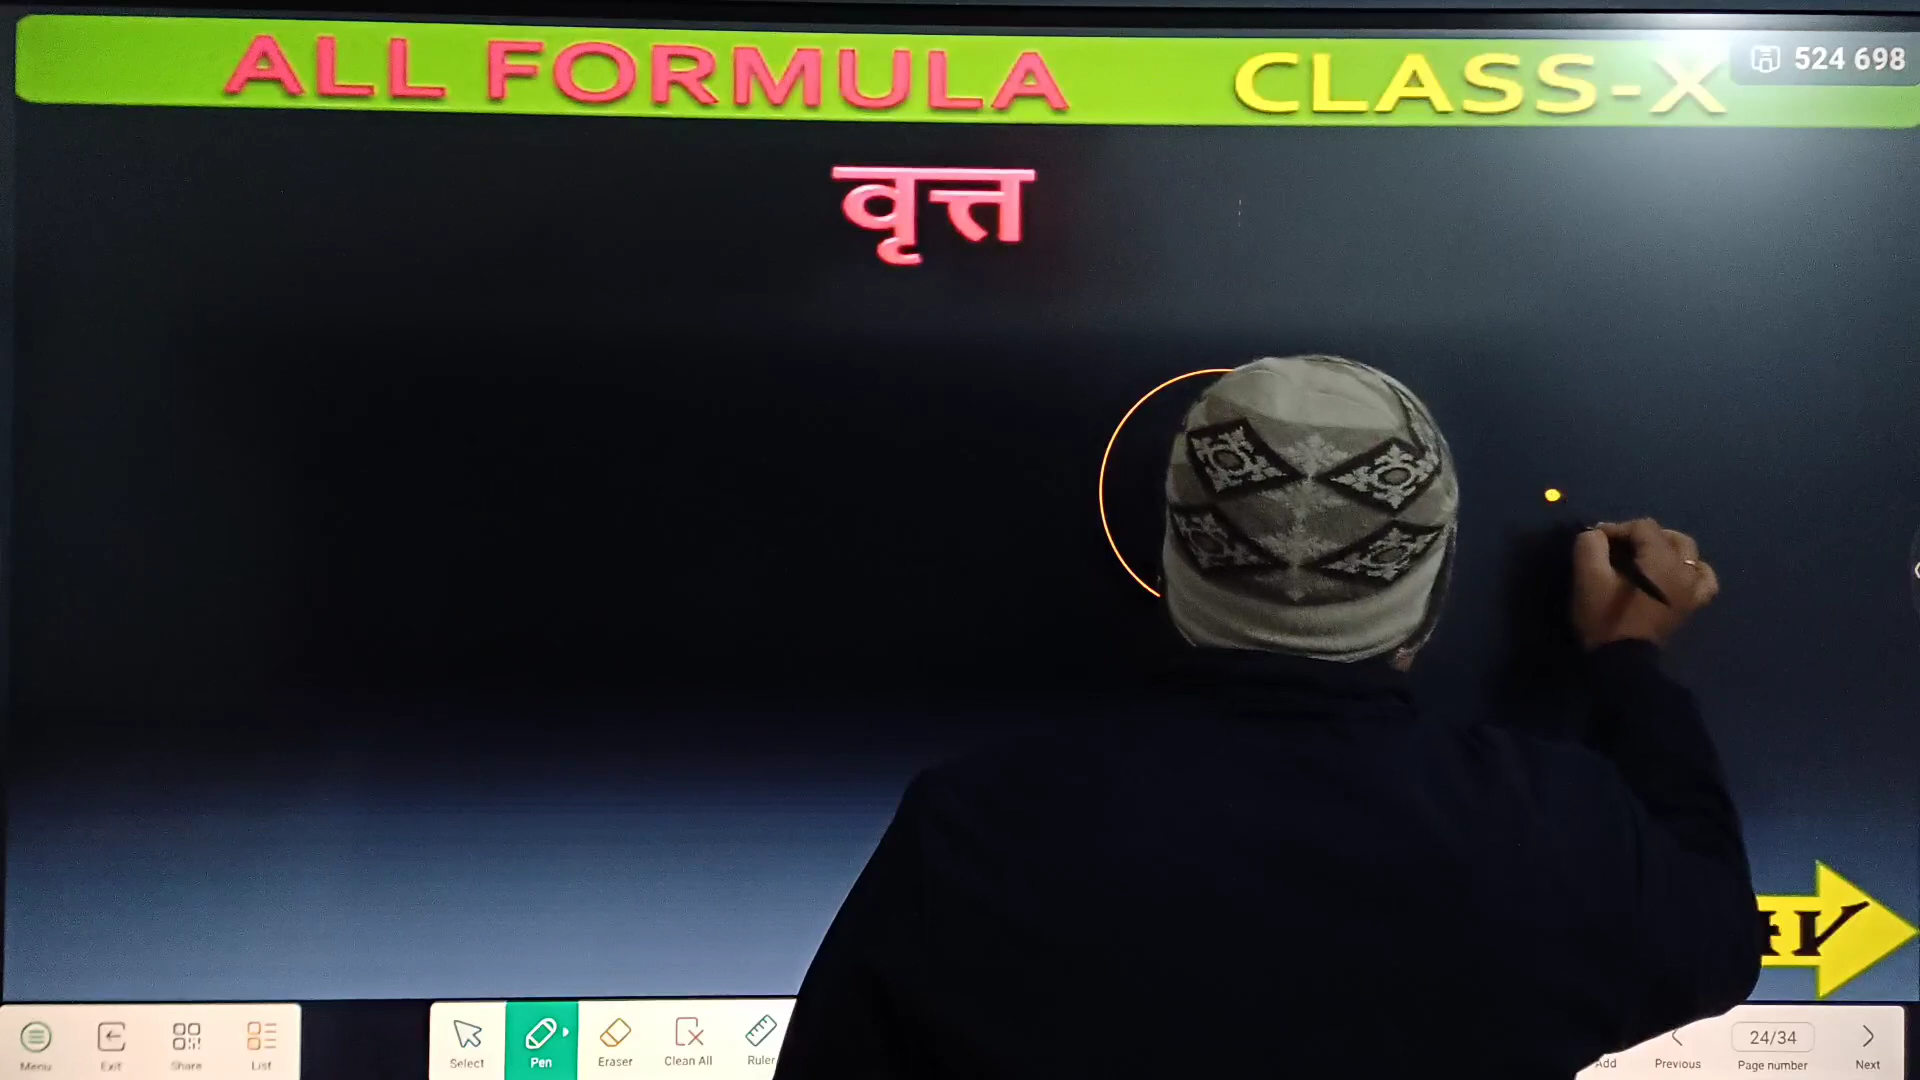 ALL FORMULA CLASS-X
524 698
वृत्त
Menu Exit Share List Select Pen Eraser Clean All Ruler Add Previous 24/34 Page number Next